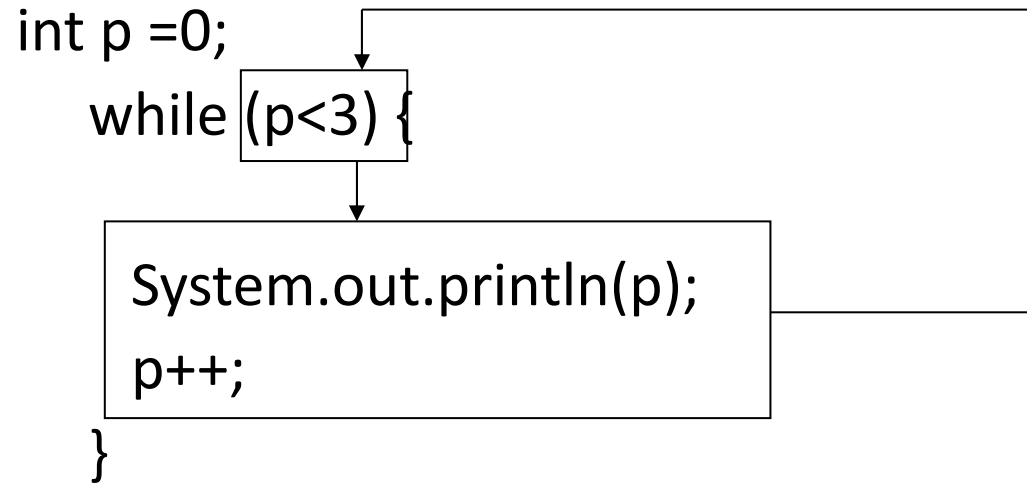 int p =0;
while (p<3) {
System.out.println(p);
p++;
}